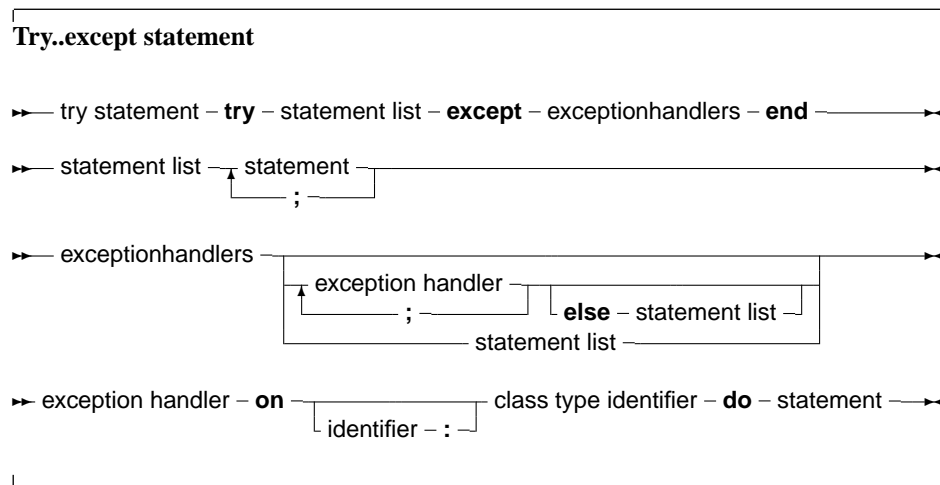 Try..except statement
try statement – try – statement list – except – exceptionhandlers – end
statement list – statement
;
exceptionhandlers
exception handler
;
else – statement list
statement list
exception handler – on
class type identifier – do – statement
identifier – :